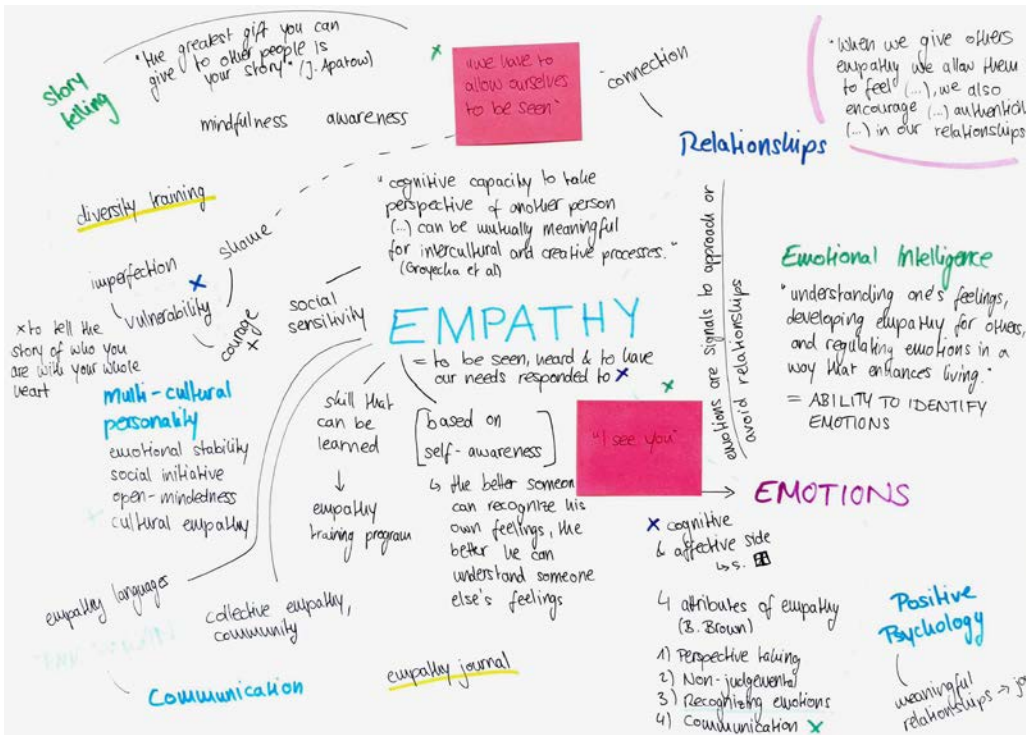 story
telling
"the greatest gift you can
give to other people is
your story" (J. Apatow)
mindfulness awareness
x
"we have to
allow ourselves
to be seen"
connection
Relationships
"When we give others
empathy we allow them
to feel (...), we also
encourage (...)
(...) in our relationships
diversity training
shame
imperfection
x
vulnerability
courage
x
x to tell the
story of who you
are with your whole
heart
"cognitive capacity to take
perspective of another person
(...) can be mutually meaningful
for intercultural and creative processes."
(Groyecka et al)
social
sensitivity
EMPATHY
= to be seen, heard & to have
our needs responded to x
emotions are signals to approach or
avoid relationships
Emotional Intelligence
"understanding one's feelings,
developing empathy for others,
and regulating emotions in a
way that enhances living."
= ABILITY TO IDENTIFY
EMOTIONS
multi-cultural
personality
emotional stability
social initiative
open-mindedness
cultural empathy
skill that
can be
learned
↓
empathy
training program
[based on
self-awareness]
↳ the better someone
can recognize his
own feelings, the
better he can
understand someone
else's feelings
x
"I see you"
→ EMOTIONS
x cognitive
& affective side
↳ s.
4 attributes of empathy
(B. Brown)
1) Perspective taking
2) Non-judgemental
3) Recognizing emotions
4) Communication x
Positive
Psychology
meaningful
relationships →
empathy languages
collective empathy,
community
Communication
empathy journal